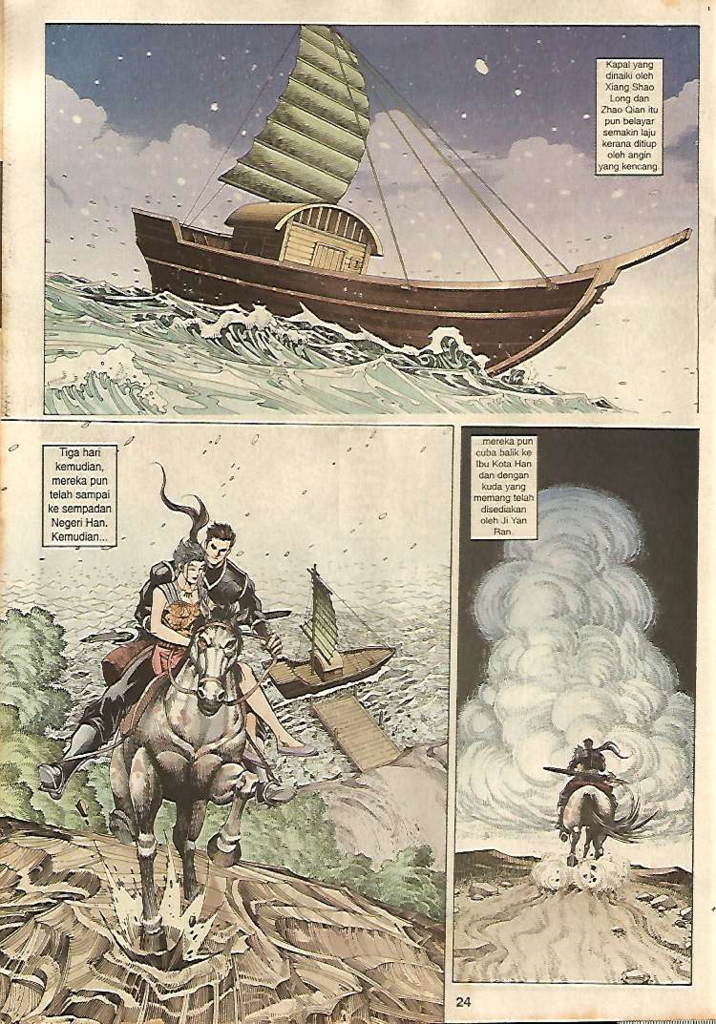 Kapal yang
dinaiki oleh
Xiang Shao
Long dan
Zhao Qian itu
pun belayar
semakin laju
kerana ditiup
oleh angin
yang kencang.
Tiga hari
kemudian,
mereka pun
telah sampai
ke sempadan
Negeri Han.
Kemudian...
...mereka pun
cuba balik ke
Ibu Kota Han
dan dengan
kuda yang
memang telah
disediakan
oleh Ji Yan
Ran.
24